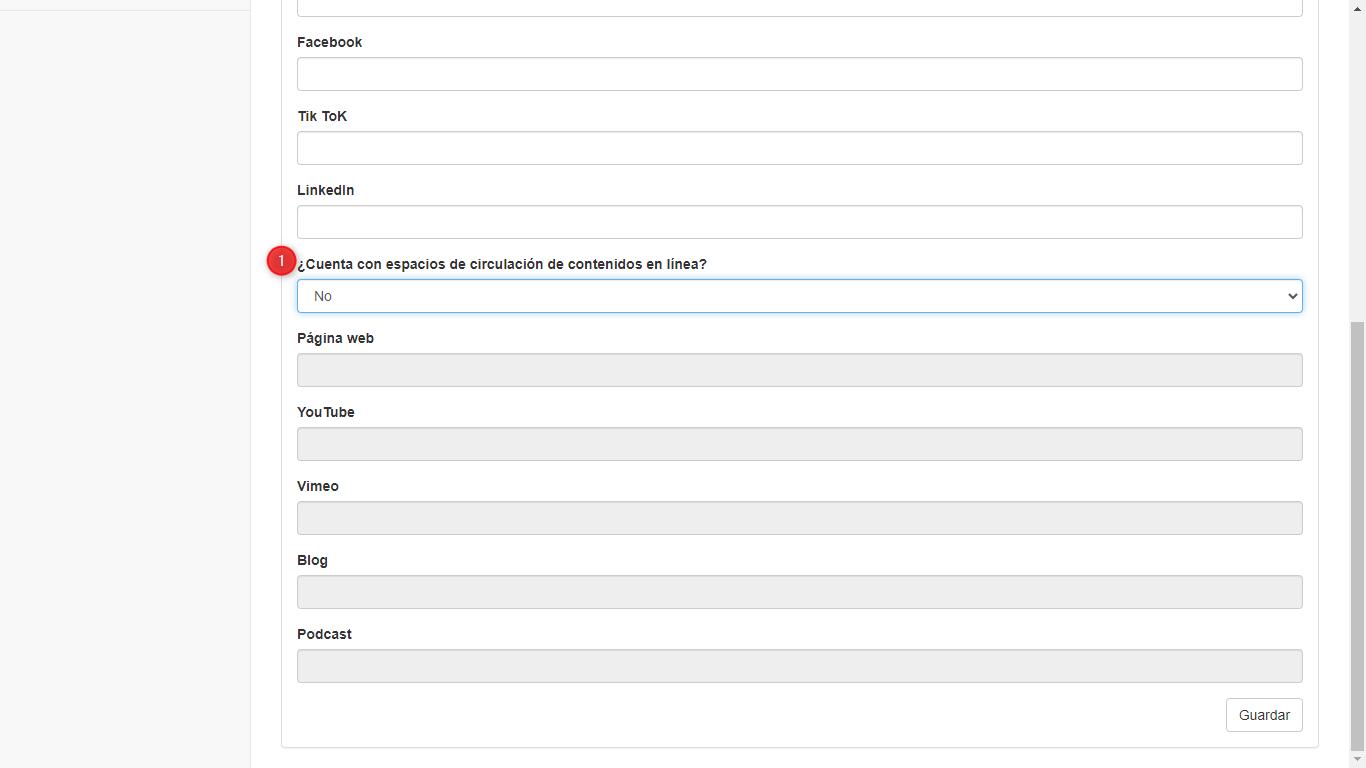 Facebook
Tik ToK
LinkedIn
1
¿Cuenta con espacios de circulación de contenidos en línea?
No
Página web
YouTube
Vimeo
Blog
Podcast
Guardar